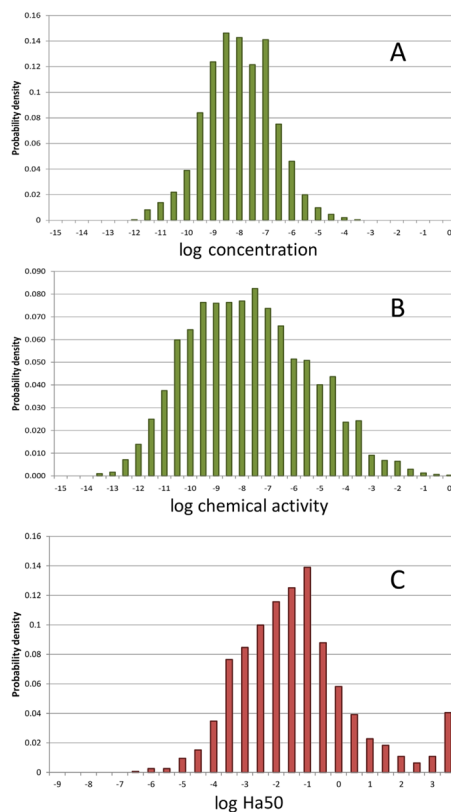 0.16
0.14
0.12
0.1
0.08
0.06
0.04
0.02
0
Probability density
A
-15 -14 -13 -12 -11 -10 -9 -8 -7 -6 -5 -4 -3 -2 -1 0
log concentration
0.090
0.080
0.070
0.060
0.050
0.040
0.030
0.020
0.010
0.000
Probability density
B
-15 -14 -13 -12 -11 -10 -9 -8 -7 -6 -5 -4 -3 -2 -1 0
log chemical activity
0.16
0.14
0.12
0.1
0.08
0.06
0.04
0.02
0
Probability density
C
-9 -8 -7 -6 -5 -4 -3 -2 -1 0 1 2 3
log Ha50